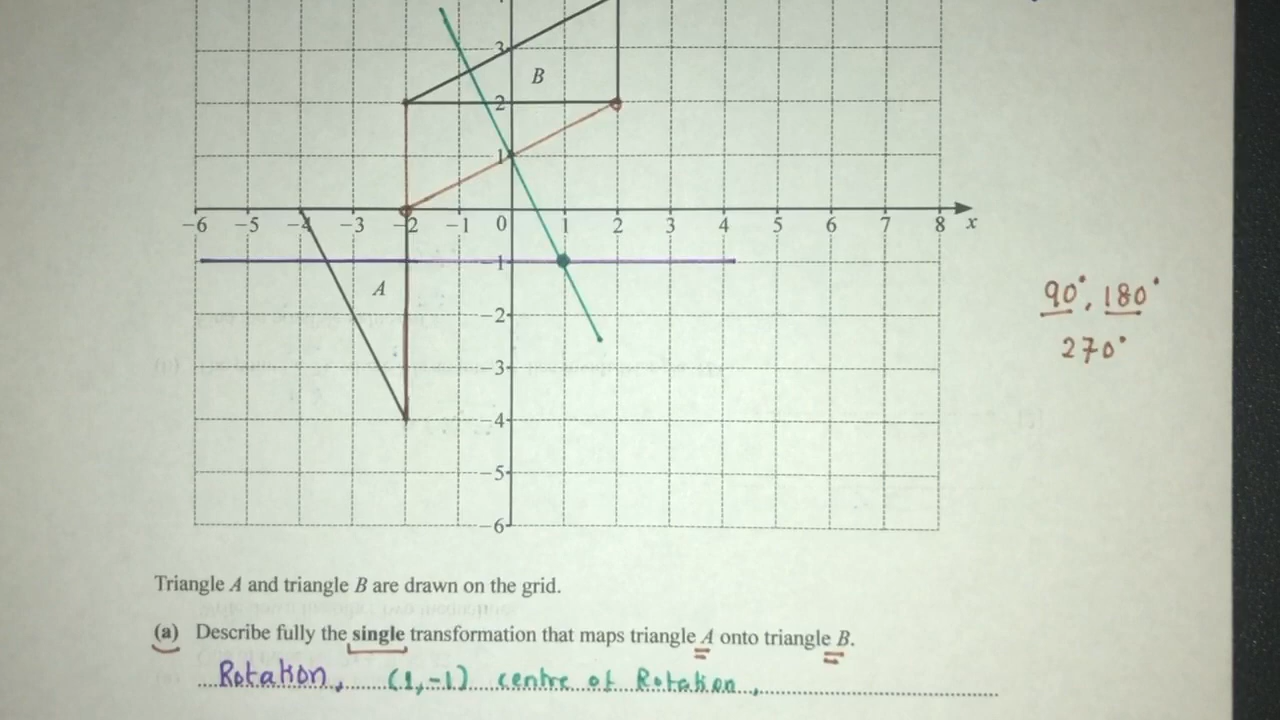 3
B
2
1
-6 -5 -4 -3 -2 -1 0 1 2 3 4 5 6 7 8 x
-1
A
90°, 180°
-2
270°
-3
-4
-5
-6
Triangle A and triangle B are drawn on the grid.
(a) Describe fully the single transformation that maps triangle A onto triangle B.
Rotation, (1,-1) centre of Rotation,